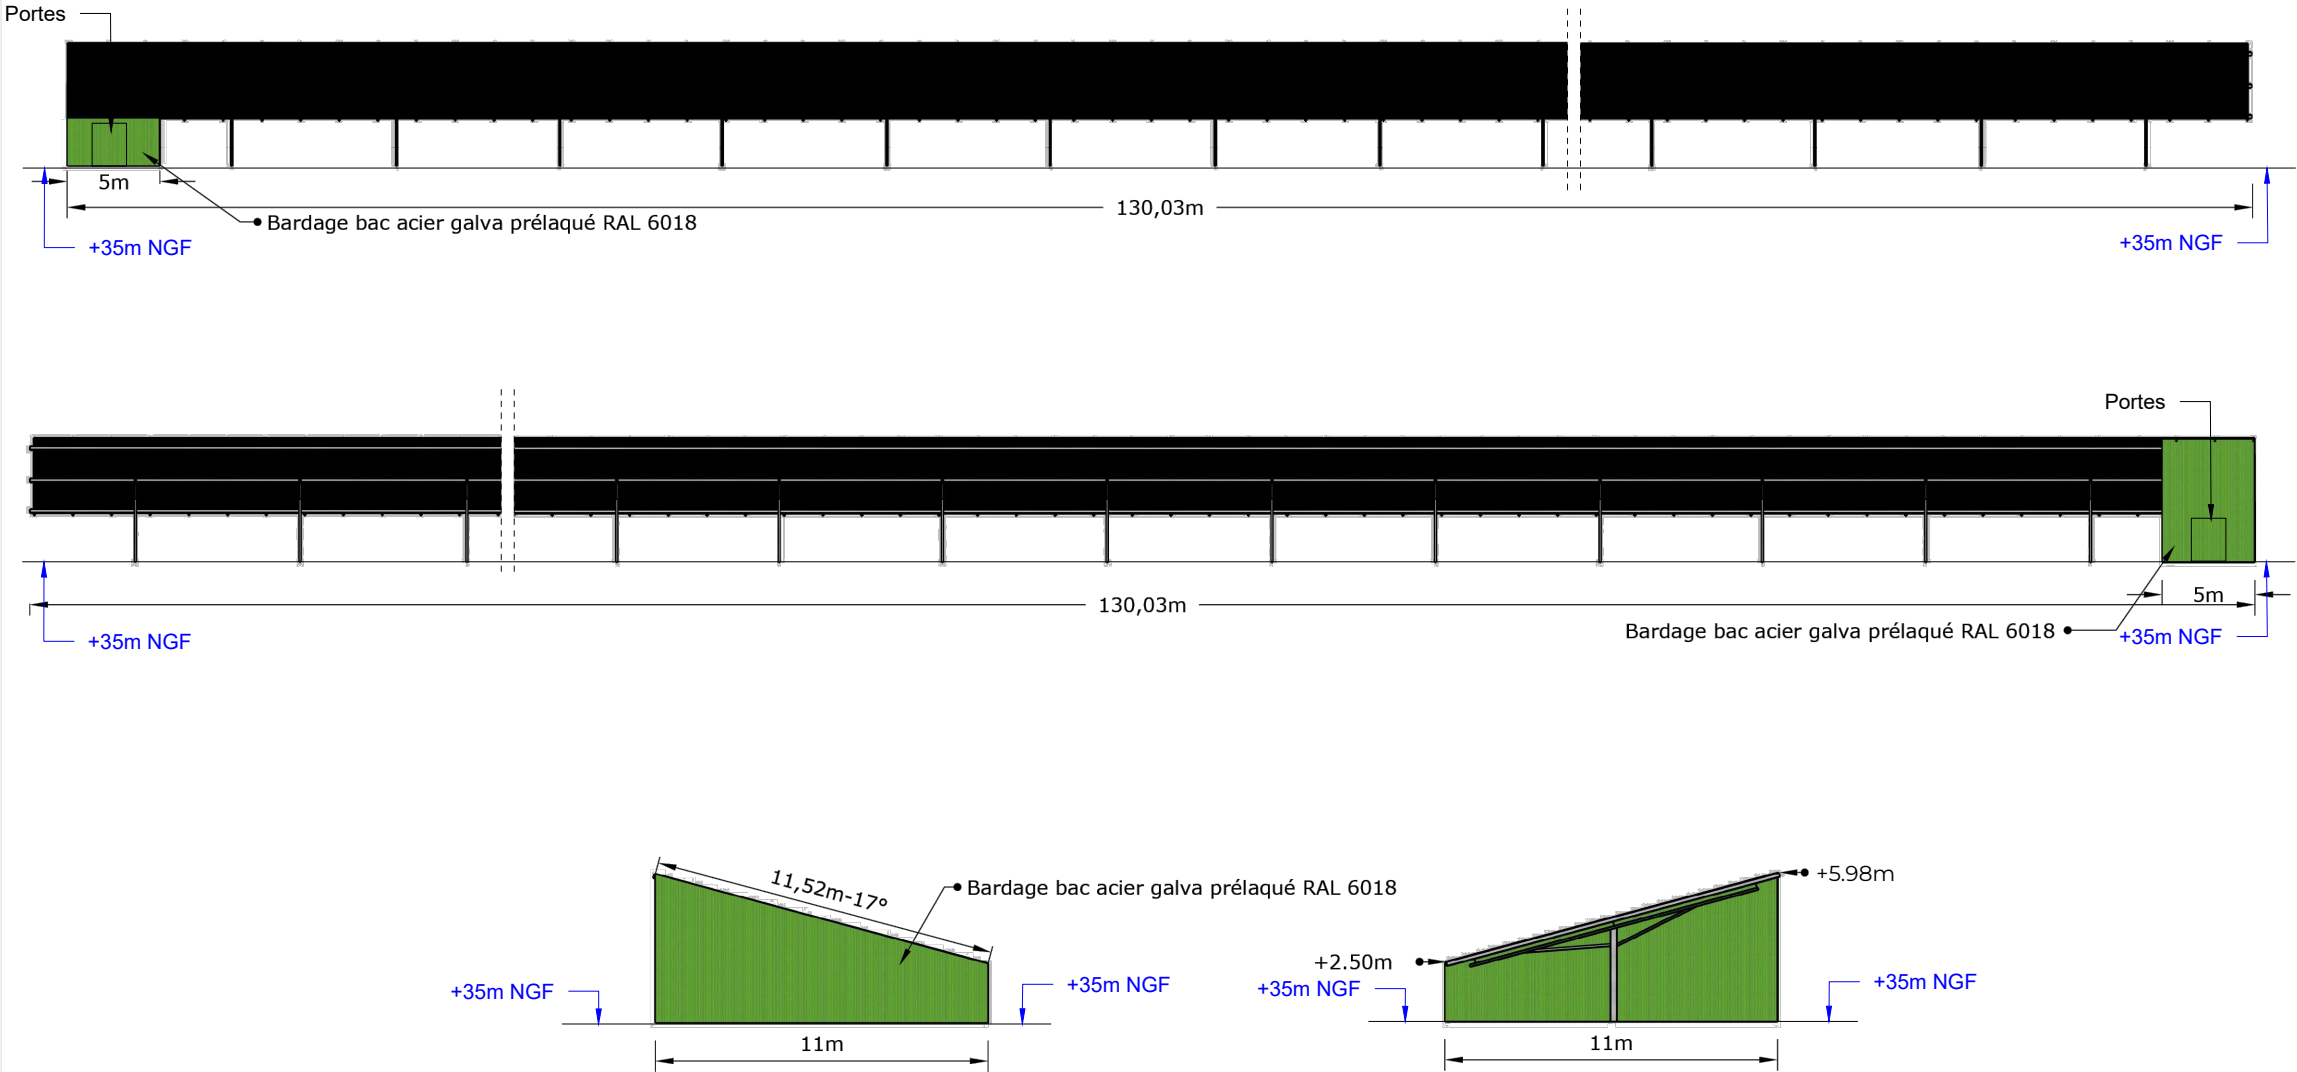 Portes
5m
130,03m
Bardage bac acier galva prélaqué RAL 6018
+35m NGF
+35m NGF
Portes
5m
130,03m
Bardage bac acier galva prélaqué RAL 6018
+35m NGF
+35m NGF
11,52m-17°
Bardage bac acier galva prélaqué RAL 6018
+35m NGF
+35m NGF
11m
+5.98m
+2.50m
+35m NGF
+35m NGF
11m